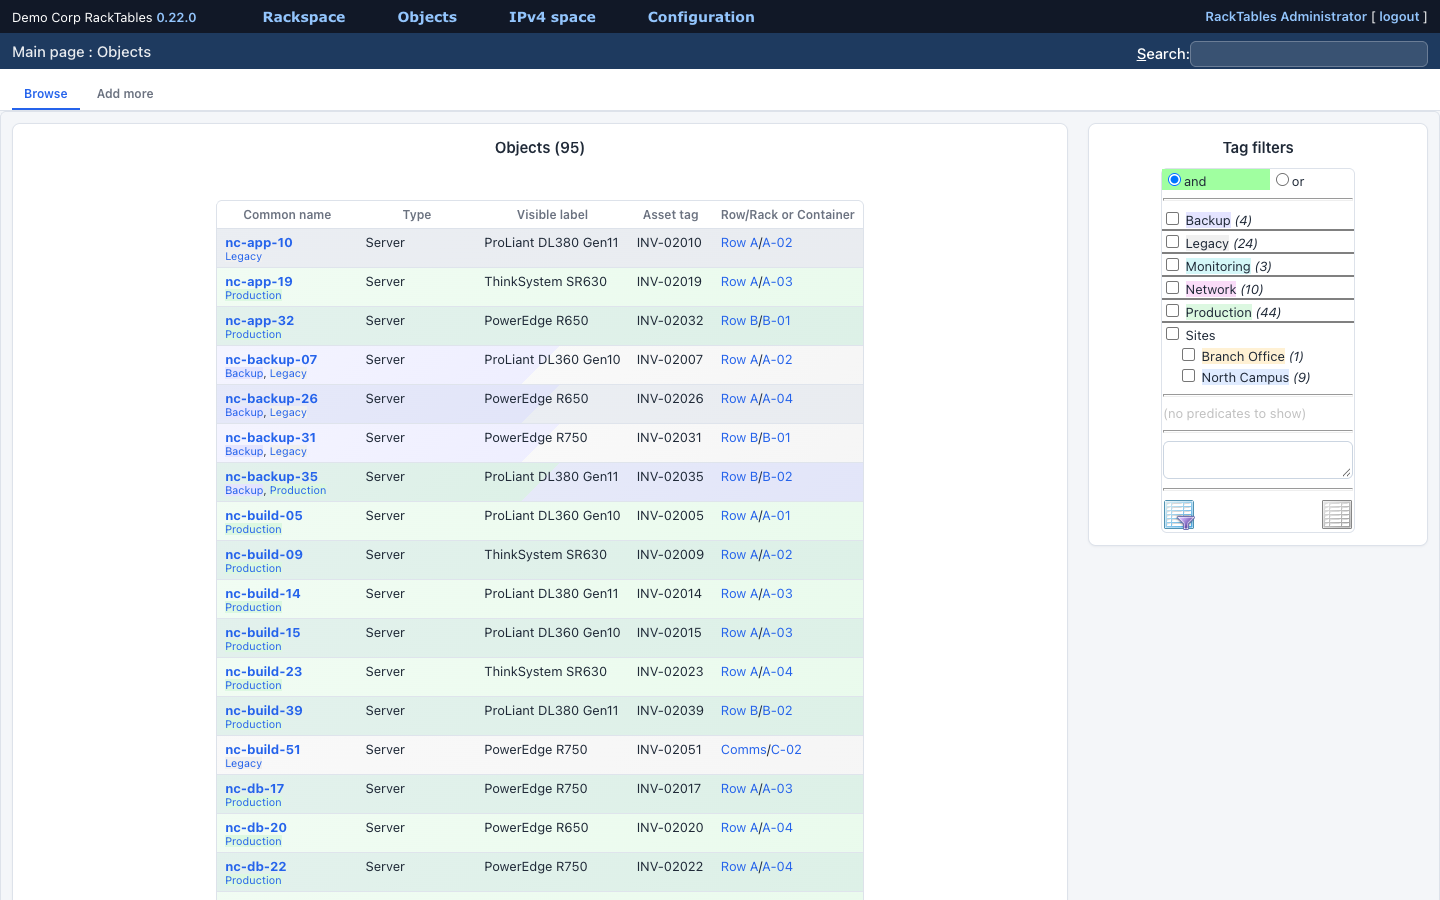 Demo Corp RackTables 0.22.0 Rackspace Objects IPv4 space Configuration RackTables Administrator [ logout ]
Main page : Objects Search:
Browse Add more
Objects (95)
Common name Type Visible label Asset tag Row/Rack or Container
nc-app-10 Server ProLiant DL380 Gen11 INV-02010 Row A/A-02
Legacy
nc-app-19 Server ThinkSystem SR630 INV-02019 Row A/A-03
Production
nc-app-32 Server PowerEdge R650 INV-02032 Row B/B-01
Production
nc-backup-07 Server ProLiant DL360 Gen10 INV-02007 Row A/A-02
Backup, Legacy
nc-backup-26 Server PowerEdge R650 INV-02026 Row A/A-04
Backup, Legacy
nc-backup-31 Server PowerEdge R750 INV-02031 Row B/B-01
Backup, Legacy
nc-backup-35 Server ProLiant DL380 Gen11 INV-02035 Row B/B-02
Backup, Production
nc-build-05 Server ProLiant DL360 Gen10 INV-02005 Row A/A-01
Production
nc-build-09 Server ThinkSystem SR630 INV-02009 Row A/A-02
Production
nc-build-14 Server ProLiant DL380 Gen11 INV-02014 Row A/A-03
Production
nc-build-15 Server ProLiant DL360 Gen10 INV-02015 Row A/A-03
Production
nc-build-23 Server ThinkSystem SR630 INV-02023 Row A/A-04
Production
nc-build-39 Server ProLiant DL380 Gen11 INV-02039 Row B/B-02
Production
nc-build-51 Server PowerEdge R750 INV-02051 Comms/C-02
Legacy
nc-db-17 Server PowerEdge R750 INV-02017 Row A/A-03
Production
nc-db-20 Server PowerEdge R650 INV-02020 Row A/A-04
Production
nc-db-22 Server PowerEdge R750 INV-02022 Row A/A-04
Production
Tag filters
and or
Backup (4)
Legacy (24)
Monitoring (3)
Network (10)
Production (44)
Sites
Branch Office (1)
North Campus (9)
(no predicates to show)